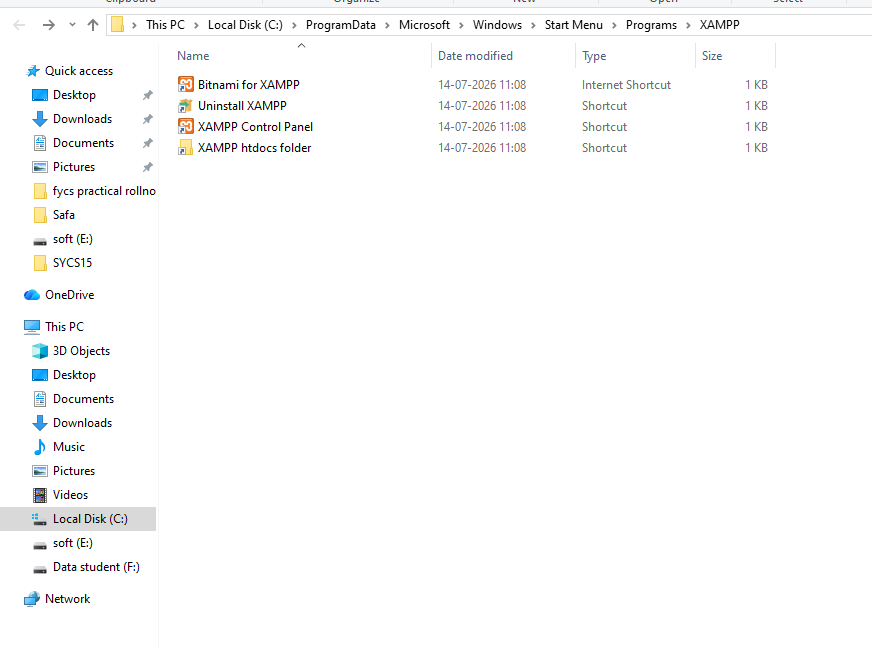 Clipboard Organize New Open Select
This PC > Local Disk (C:) > ProgramData > Microsoft > Windows > Start Menu > Programs > XAMPP
Name Date modified Type Size
Bitnami for XAMPP 14-07-2026 11:08 Internet Shortcut 1 KB
Uninstall XAMPP 14-07-2026 11:08 Shortcut 1 KB
XAMPP Control Panel 14-07-2026 11:08 Shortcut 1 KB
XAMPP htdocs folder 14-07-2026 11:08 Shortcut 1 KB
Quick access
Desktop
Downloads
Documents
Pictures
fycs practical rollno
Safa
soft (E:)
SYCS15
OneDrive
This PC
3D Objects
Desktop
Documents
Downloads
Music
Pictures
Videos
Local Disk (C:)
soft (E:)
Data student (F:)
Network